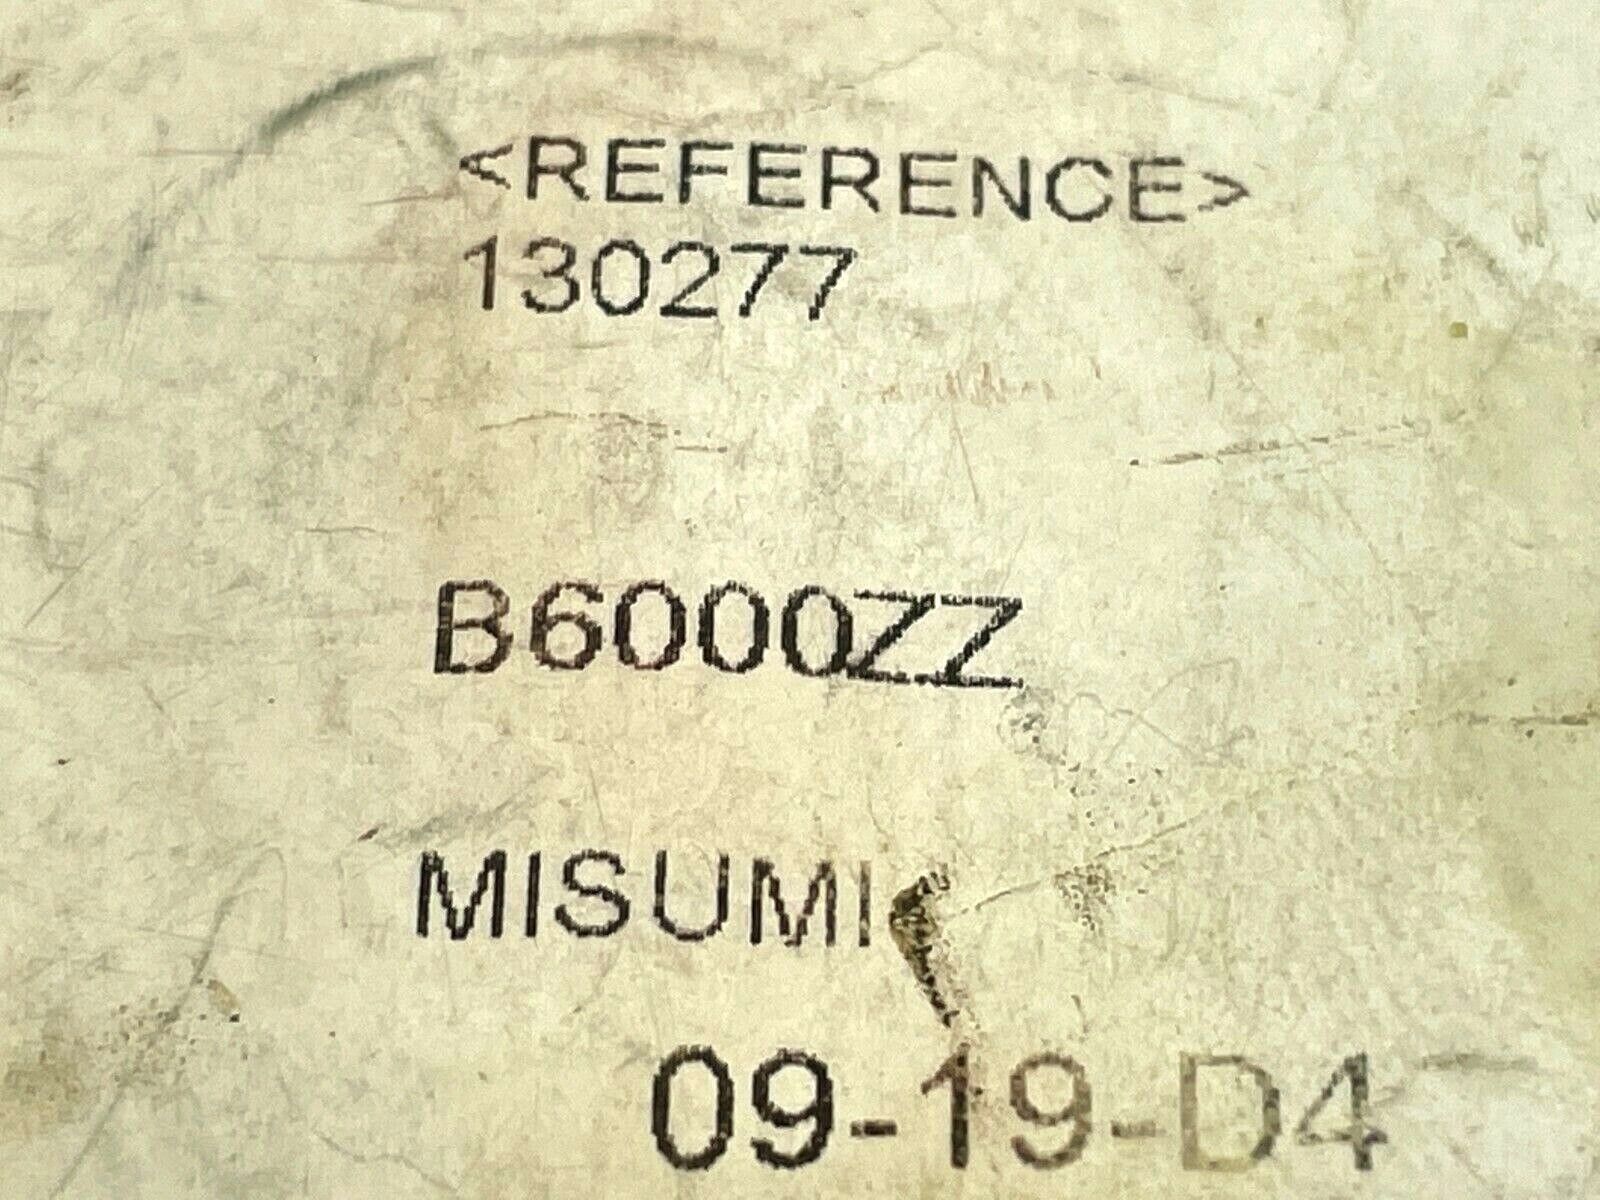 <REFERENCE>
130277
B6000ZZ
MISUMI
09-19-D4